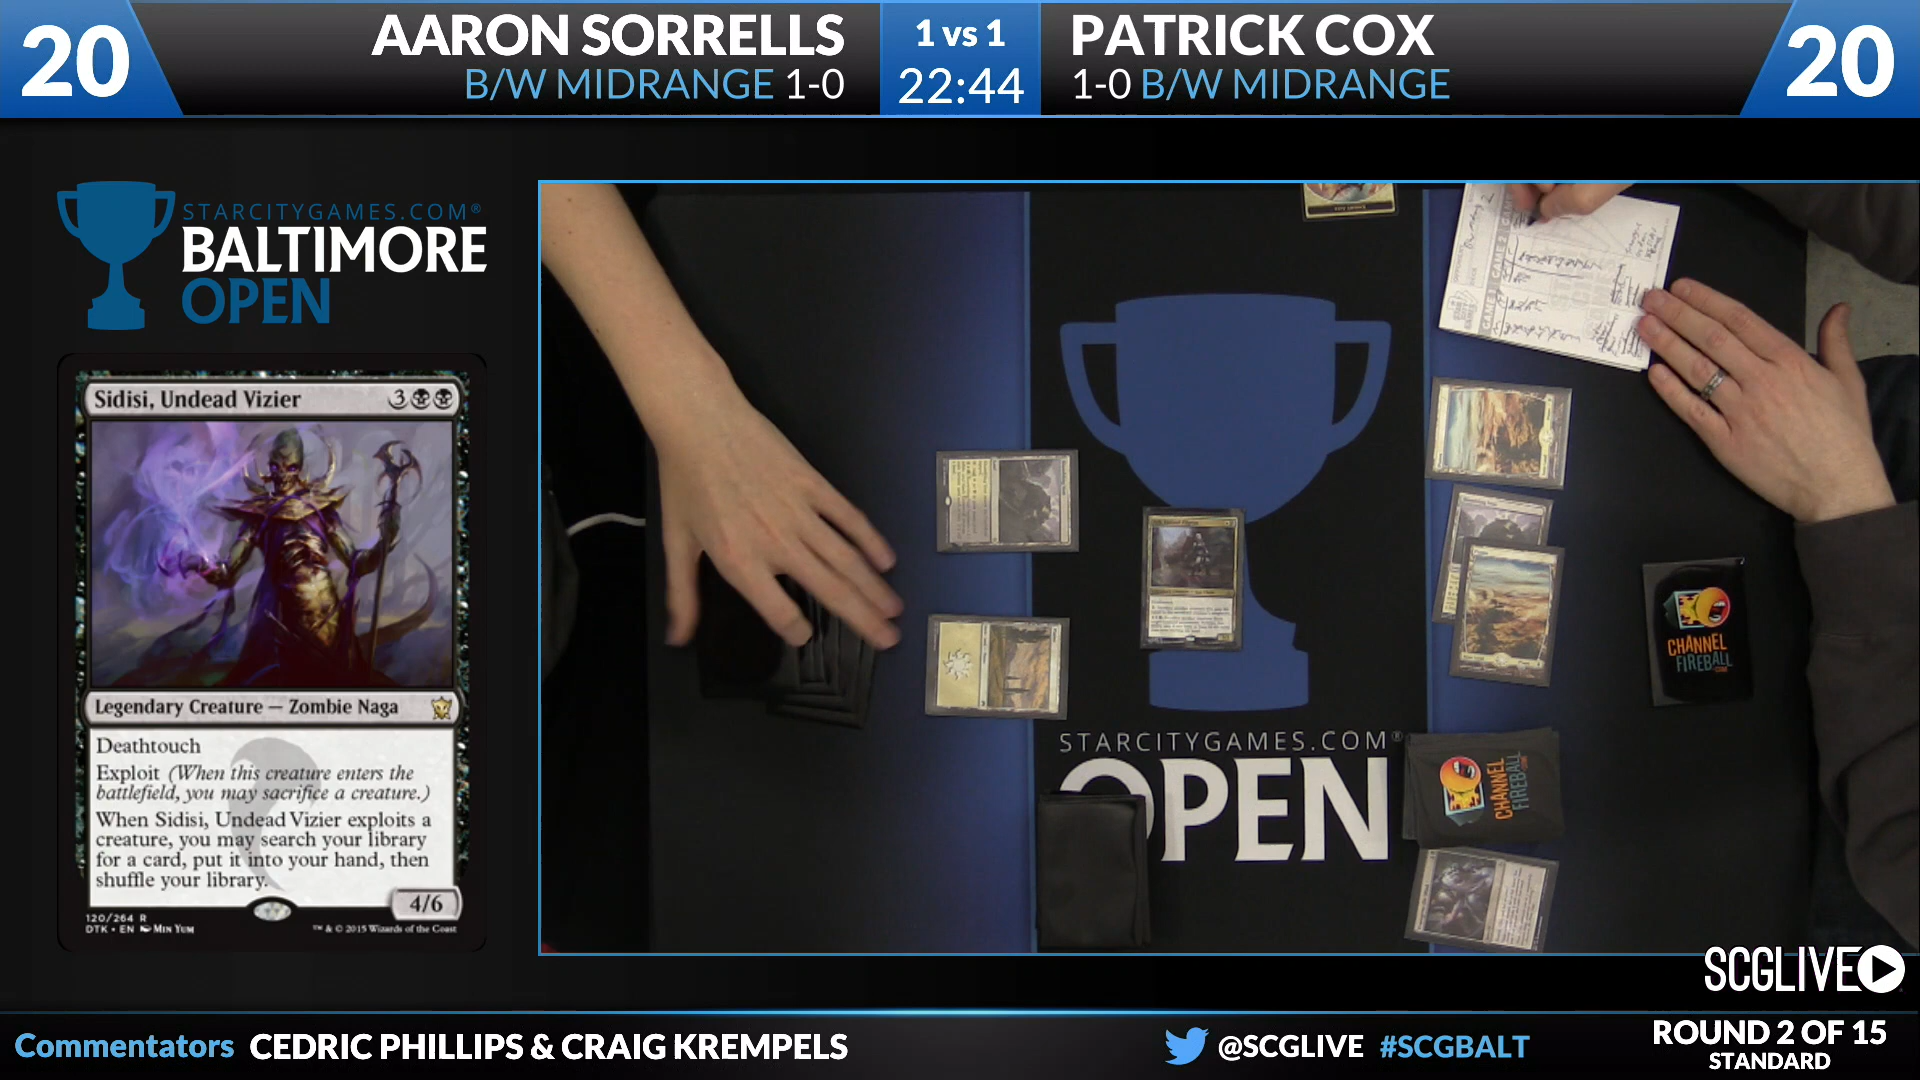 20
AARON SORRELLS
B/W MIDRANGE 1-0
1 vs 1
22:44
PATRICK COX
1-0 B/W MIDRANGE
20
STARCITYGAMES.COM®
BALTIMORE
OPEN
Sidisi, Undead Vizier 3
Legendary Creature — Zombie Naga
Deathtouch
Exploit (When this creature enters the
battlefield, you may sacrifice a creature.)
When Sidisi, Undead Vizier exploits a
creature, you may search your library
for a card, put it into your hand, then
shuffle your library.
4/6
120/264 R
DTK • EN MIN YUM
™ & © 2015 Wizards of the Coast
GAME 1
GAME 2
CHANNEL
FIREBALL
STARCITYGAMES.COM®
OPEN
CHANNEL
FIREBALL
SCGLIVE
Commentators CEDRIC PHILLIPS & CRAIG KREMPELS
@SCGLIVE #SCGBALT
ROUND 2 OF 15
STANDARD